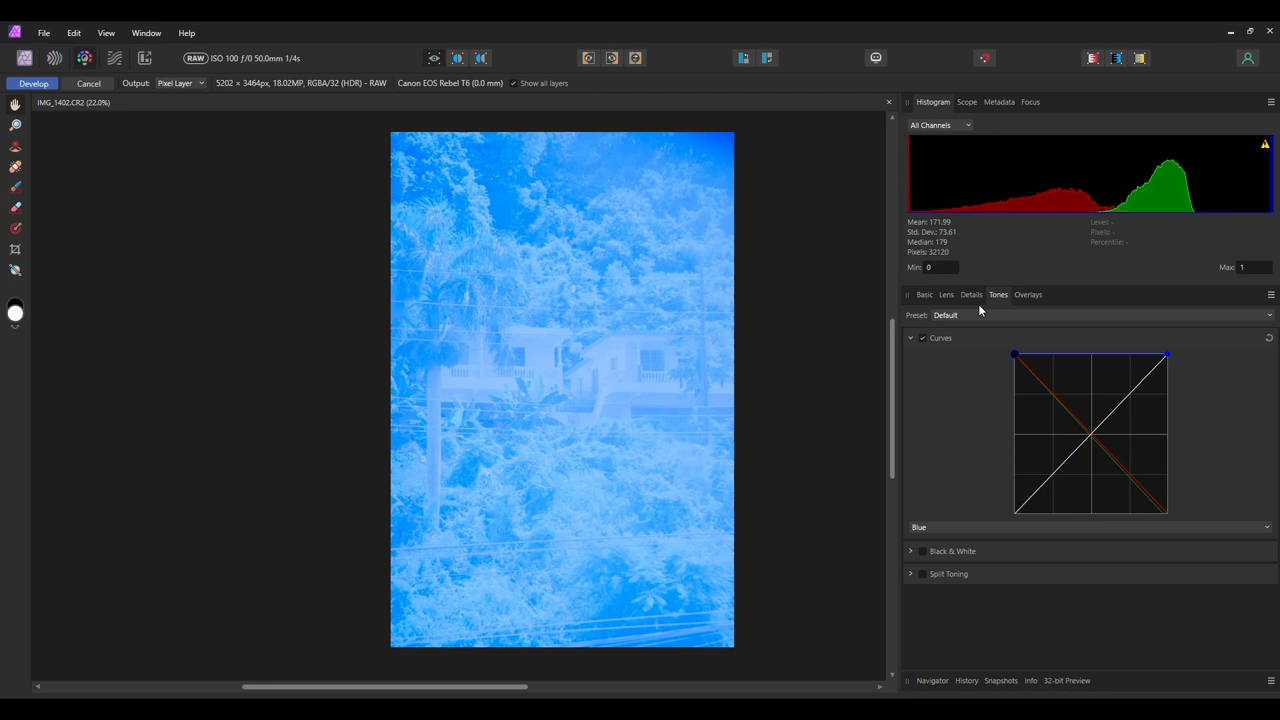 File Edit View Window Help
RAW ISO 100 ƒ/0 50.0mm 1/4s
Develop Cancel Output: Pixel Layer 5202 × 3464px, 18.02MP, RGBA/32 (HDR) - RAW Canon EOS Rebel T6 (0.0 mm) Show all layers
IMG_1402.CR2 (22.0%)
Histogram Scope Metadata Focus
All Channels
Mean: 171.99 Level: -
Std. Dev.: 73.61 Pixels: -
Median: 179 Percentile: -
Pixels: 32120
Min: 0 Max: 1
Basic Lens Details Tones Overlays
Preset: Default
Curves
Blue
Black & White
Split Toning
Navigator History Snapshots Info 32-bit Preview